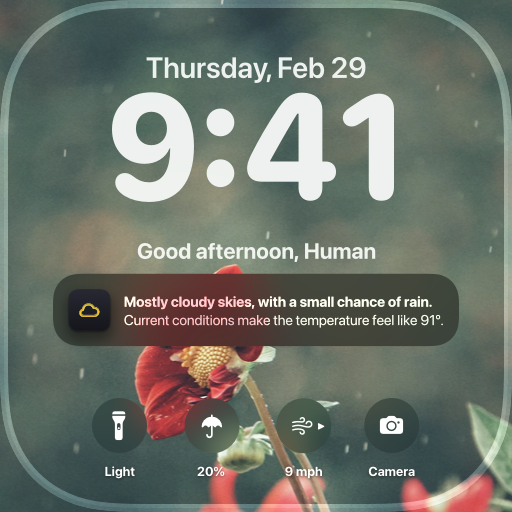 Thursday, Feb 29
9:41
Good afternoon, Human
Mostly cloudy skies, with a small chance of rain.
Current conditions make the temperature feel like 91°.
Light
20%
9 mph
Camera